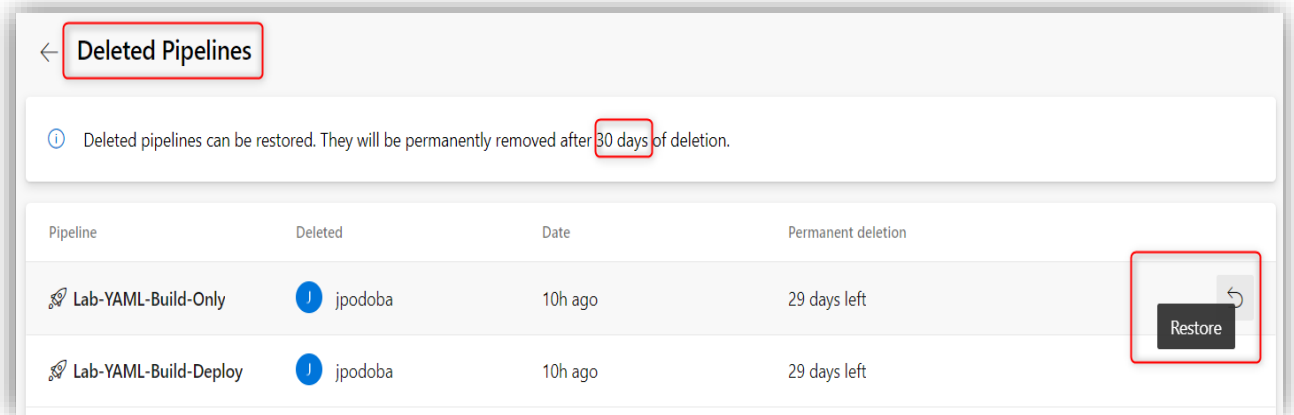 Deleted Pipelines
Deleted pipelines can be restored. They will be permanently removed after 30 days of deletion.
Pipeline Deleted Date Permanent deletion
Lab-YAML-Build-Only J jpodoba 10h ago 29 days left
Restore
Lab-YAML-Build-Deploy J jpodoba 10h ago 29 days left